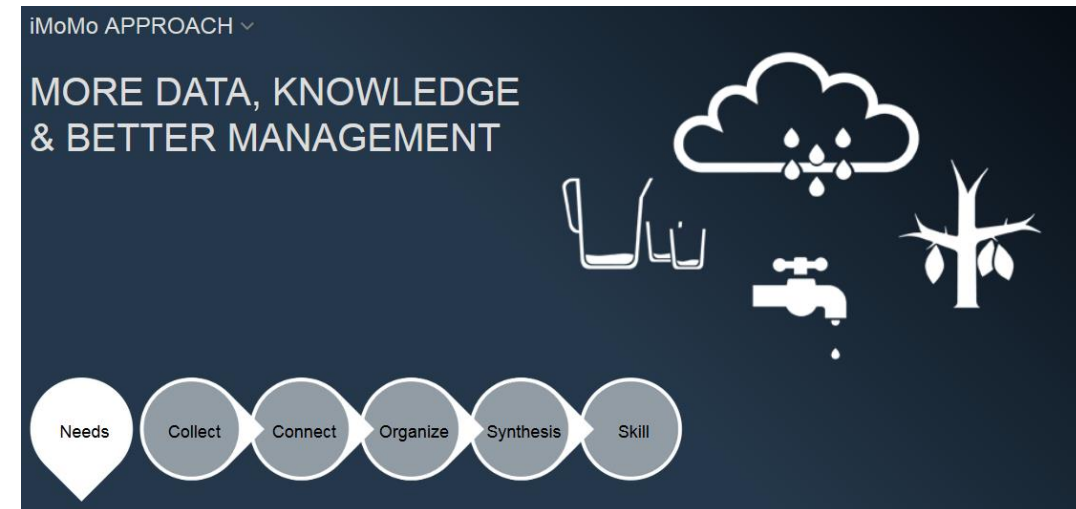 iMoMo APPROACH
MORE DATA, KNOWLEDGE
& BETTER MANAGEMENT
Needs
Collect
Connect
Organize
Synthesis
Skill